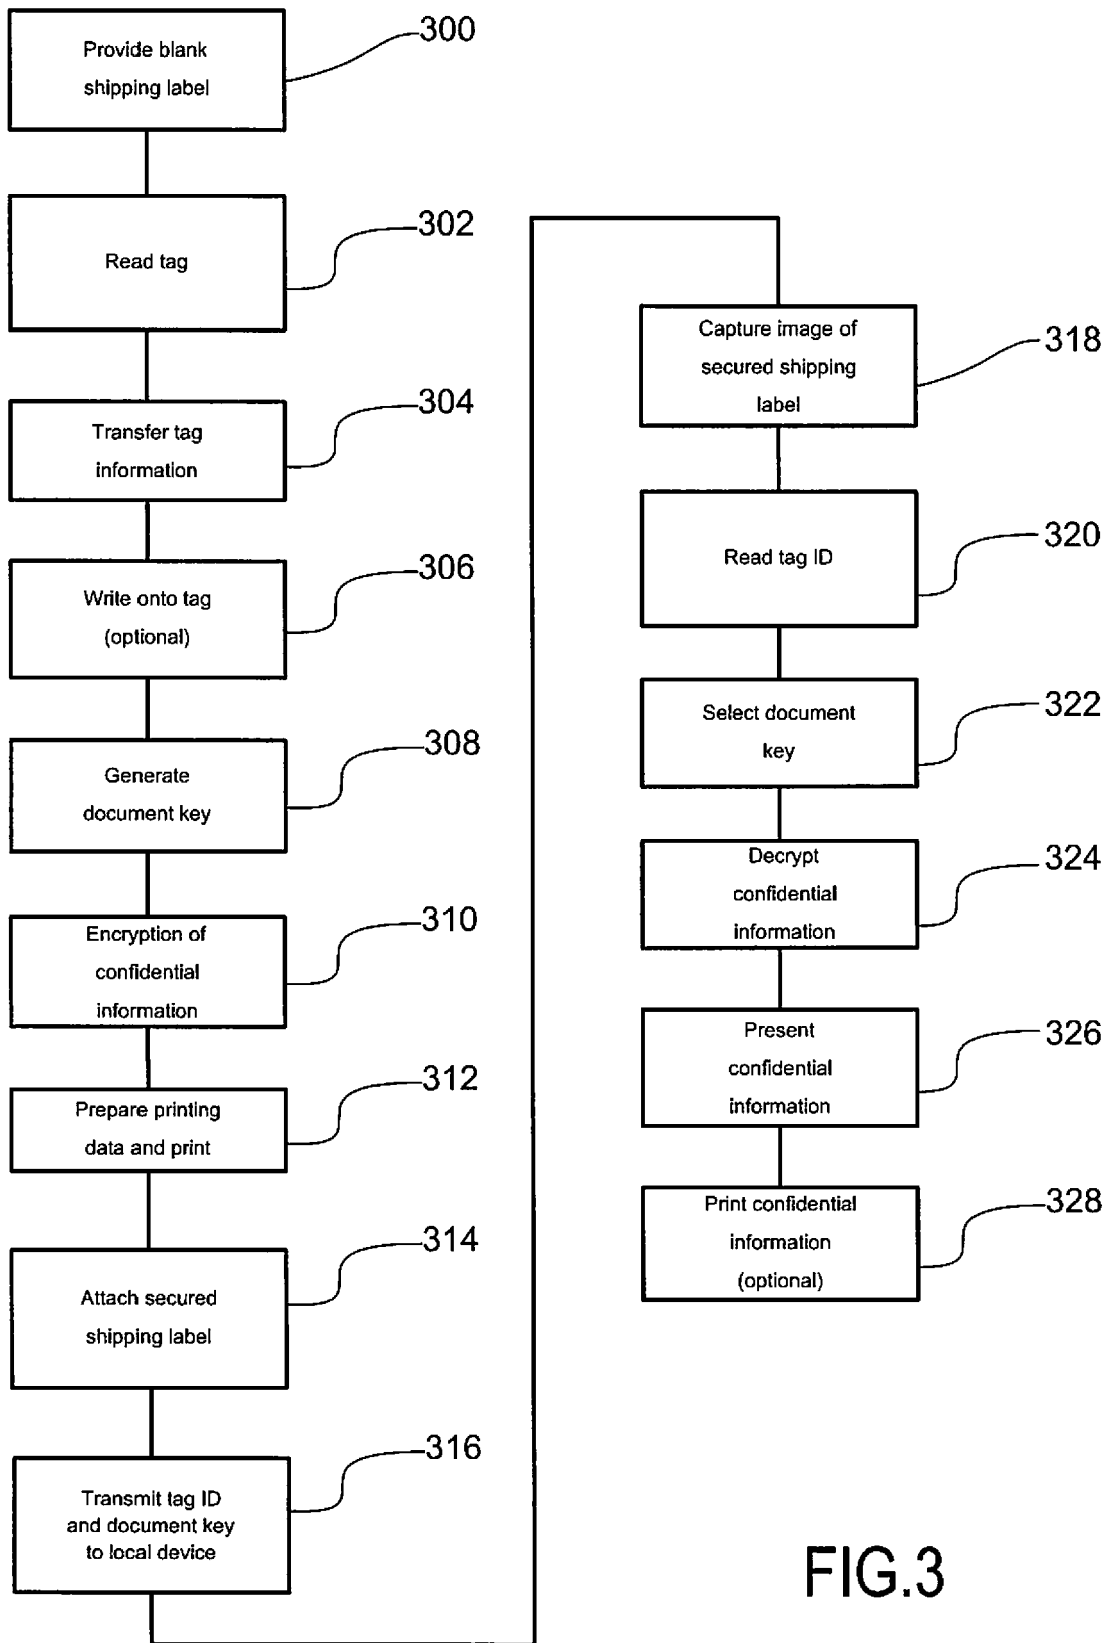 Provide blank
shipping label
300
Read tag
302
Transfer tag
information
304
Write onto tag
(optional)
306
Generate
document key
308
Encryption of
confidential
information
310
Prepare printing
data and print
312
Attach secured
shipping label
314
Transmit tag ID
and document key
to local device
316
Capture image of
secured shipping
label
318
Read tag ID
320
Select document
key
322
Decrypt
confidential
information
324
Present
confidential
information
326
Print confidential
information
(optional)
328
FIG.3